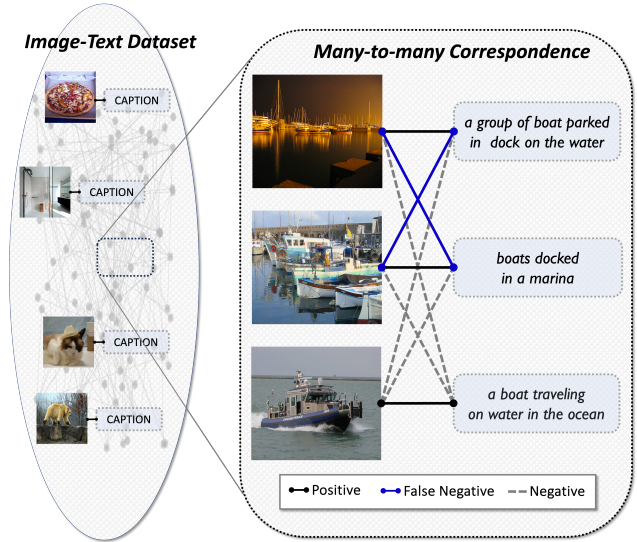 Image-Text Dataset
CAPTION
CAPTION
CAPTION
CAPTION
Many-to-many Correspondence
a group of boat parked
in dock on the water
boats docked
in a marina
a boat traveling
on water in the ocean
Positive
False Negative
Negative